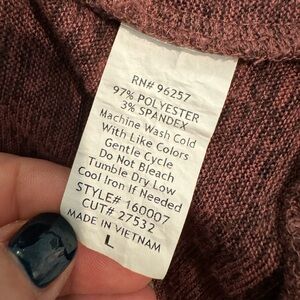 RN# 96257
97% POLYESTER
3% SPANDEX
Machine Wash Cold
With Like Colors
Gentle Cycle
Do Not Bleach
Tumble Dry Low
Cool Iron If Needed
STYLE# 160007
CUT# 27532
MADE IN VIETNAM
L